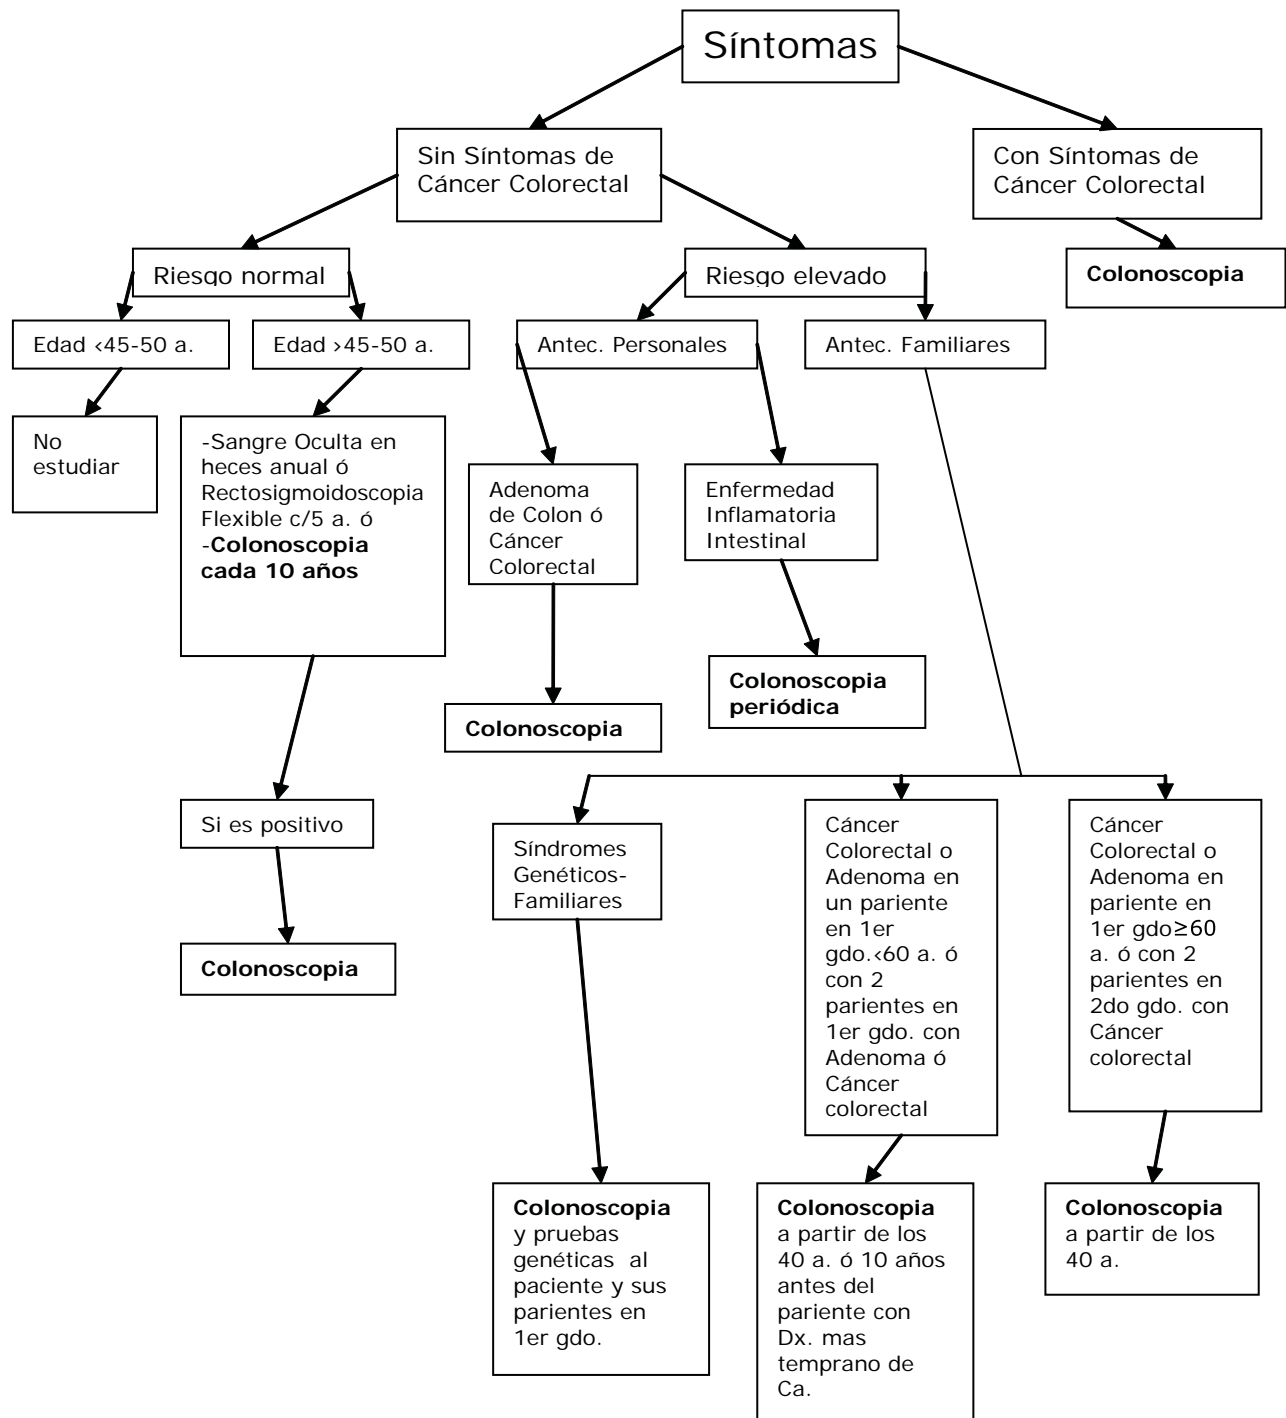 Síntomas
Sin Síntomas de
Cáncer Colorectal
Con Síntomas de
Cáncer Colorectal
Riesgo normal
Riesgo elevado
Colonoscopia
Edad <45-50 a.
Edad >45-50 a.
Antec. Personales
Antec. Familiares
No
estudiar
-Sangre Oculta en
heces anual ó
Rectosigmoidoscopia
Flexible c/5 a. ó
-Colonoscopia
cada 10 años
Adenoma
de Colon ó
Cáncer
Colorectal
Enfermedad
Inflamatoria
Intestinal
Colonoscopia
Colonoscopia
periódica
Si es positivo
Colonoscopia
Síndromes
Genéticos-
Familiares
Cáncer
Colorectal o
Adenoma en
un pariente
en 1er
gdo.<60 a. ó
con 2
parientes en
1er gdo. con
Adenoma ó
Cáncer
colorectal
Cáncer
Colorectal o
Adenoma en
pariente en
1er gdo≥60
a. ó con 2
parientes en
2do gdo. con
Cáncer
colorectal
Colonoscopia
y pruebas
genéticas al
paciente y sus
parientes en
1er gdo.
Colonoscopia
a partir de los
40 a. ó 10 años
antes del
pariente con
Dx. mas
temprano de
Ca.
Colonoscopia
a partir de los
40 a.